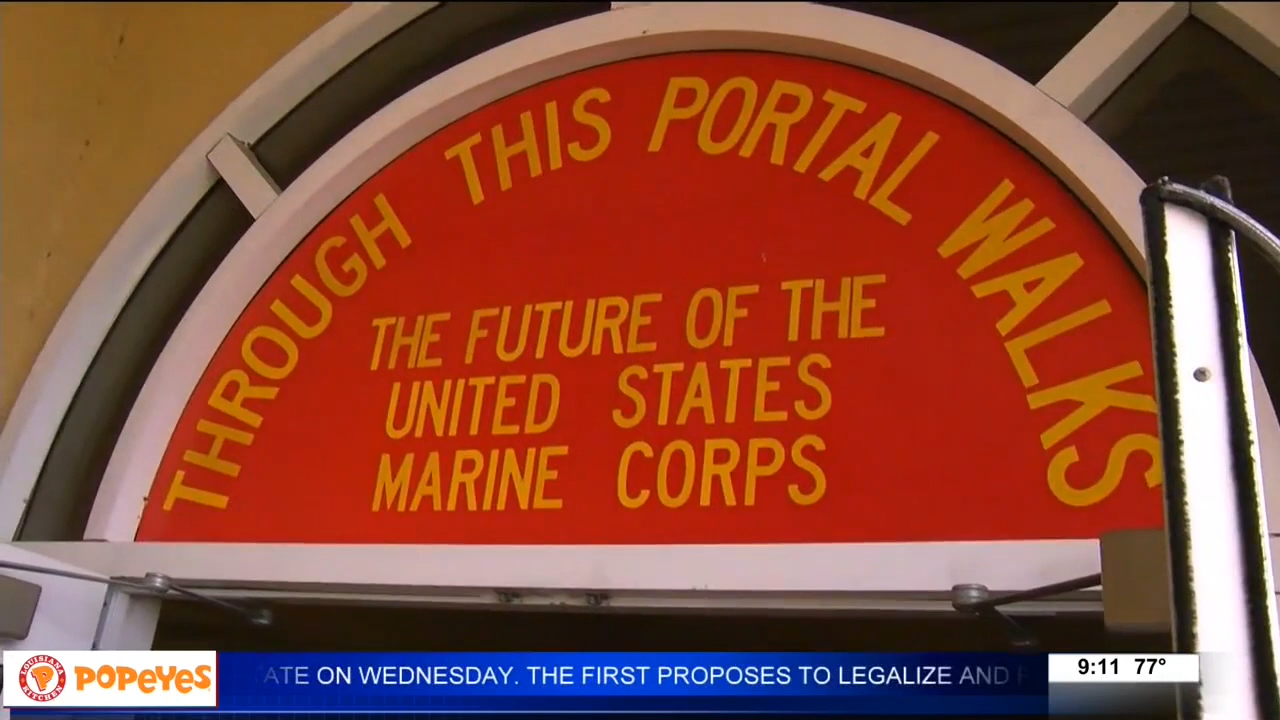 THROUGH THIS PORTAL WALKS
THE FUTURE OF THE
UNITED STATES
MARINE CORPS
LOUISIANA
KITCHEN
POPEYES
ATE ON WEDNESDAY. THE FIRST PROPOSES TO LEGALIZE AND
9:11 77°